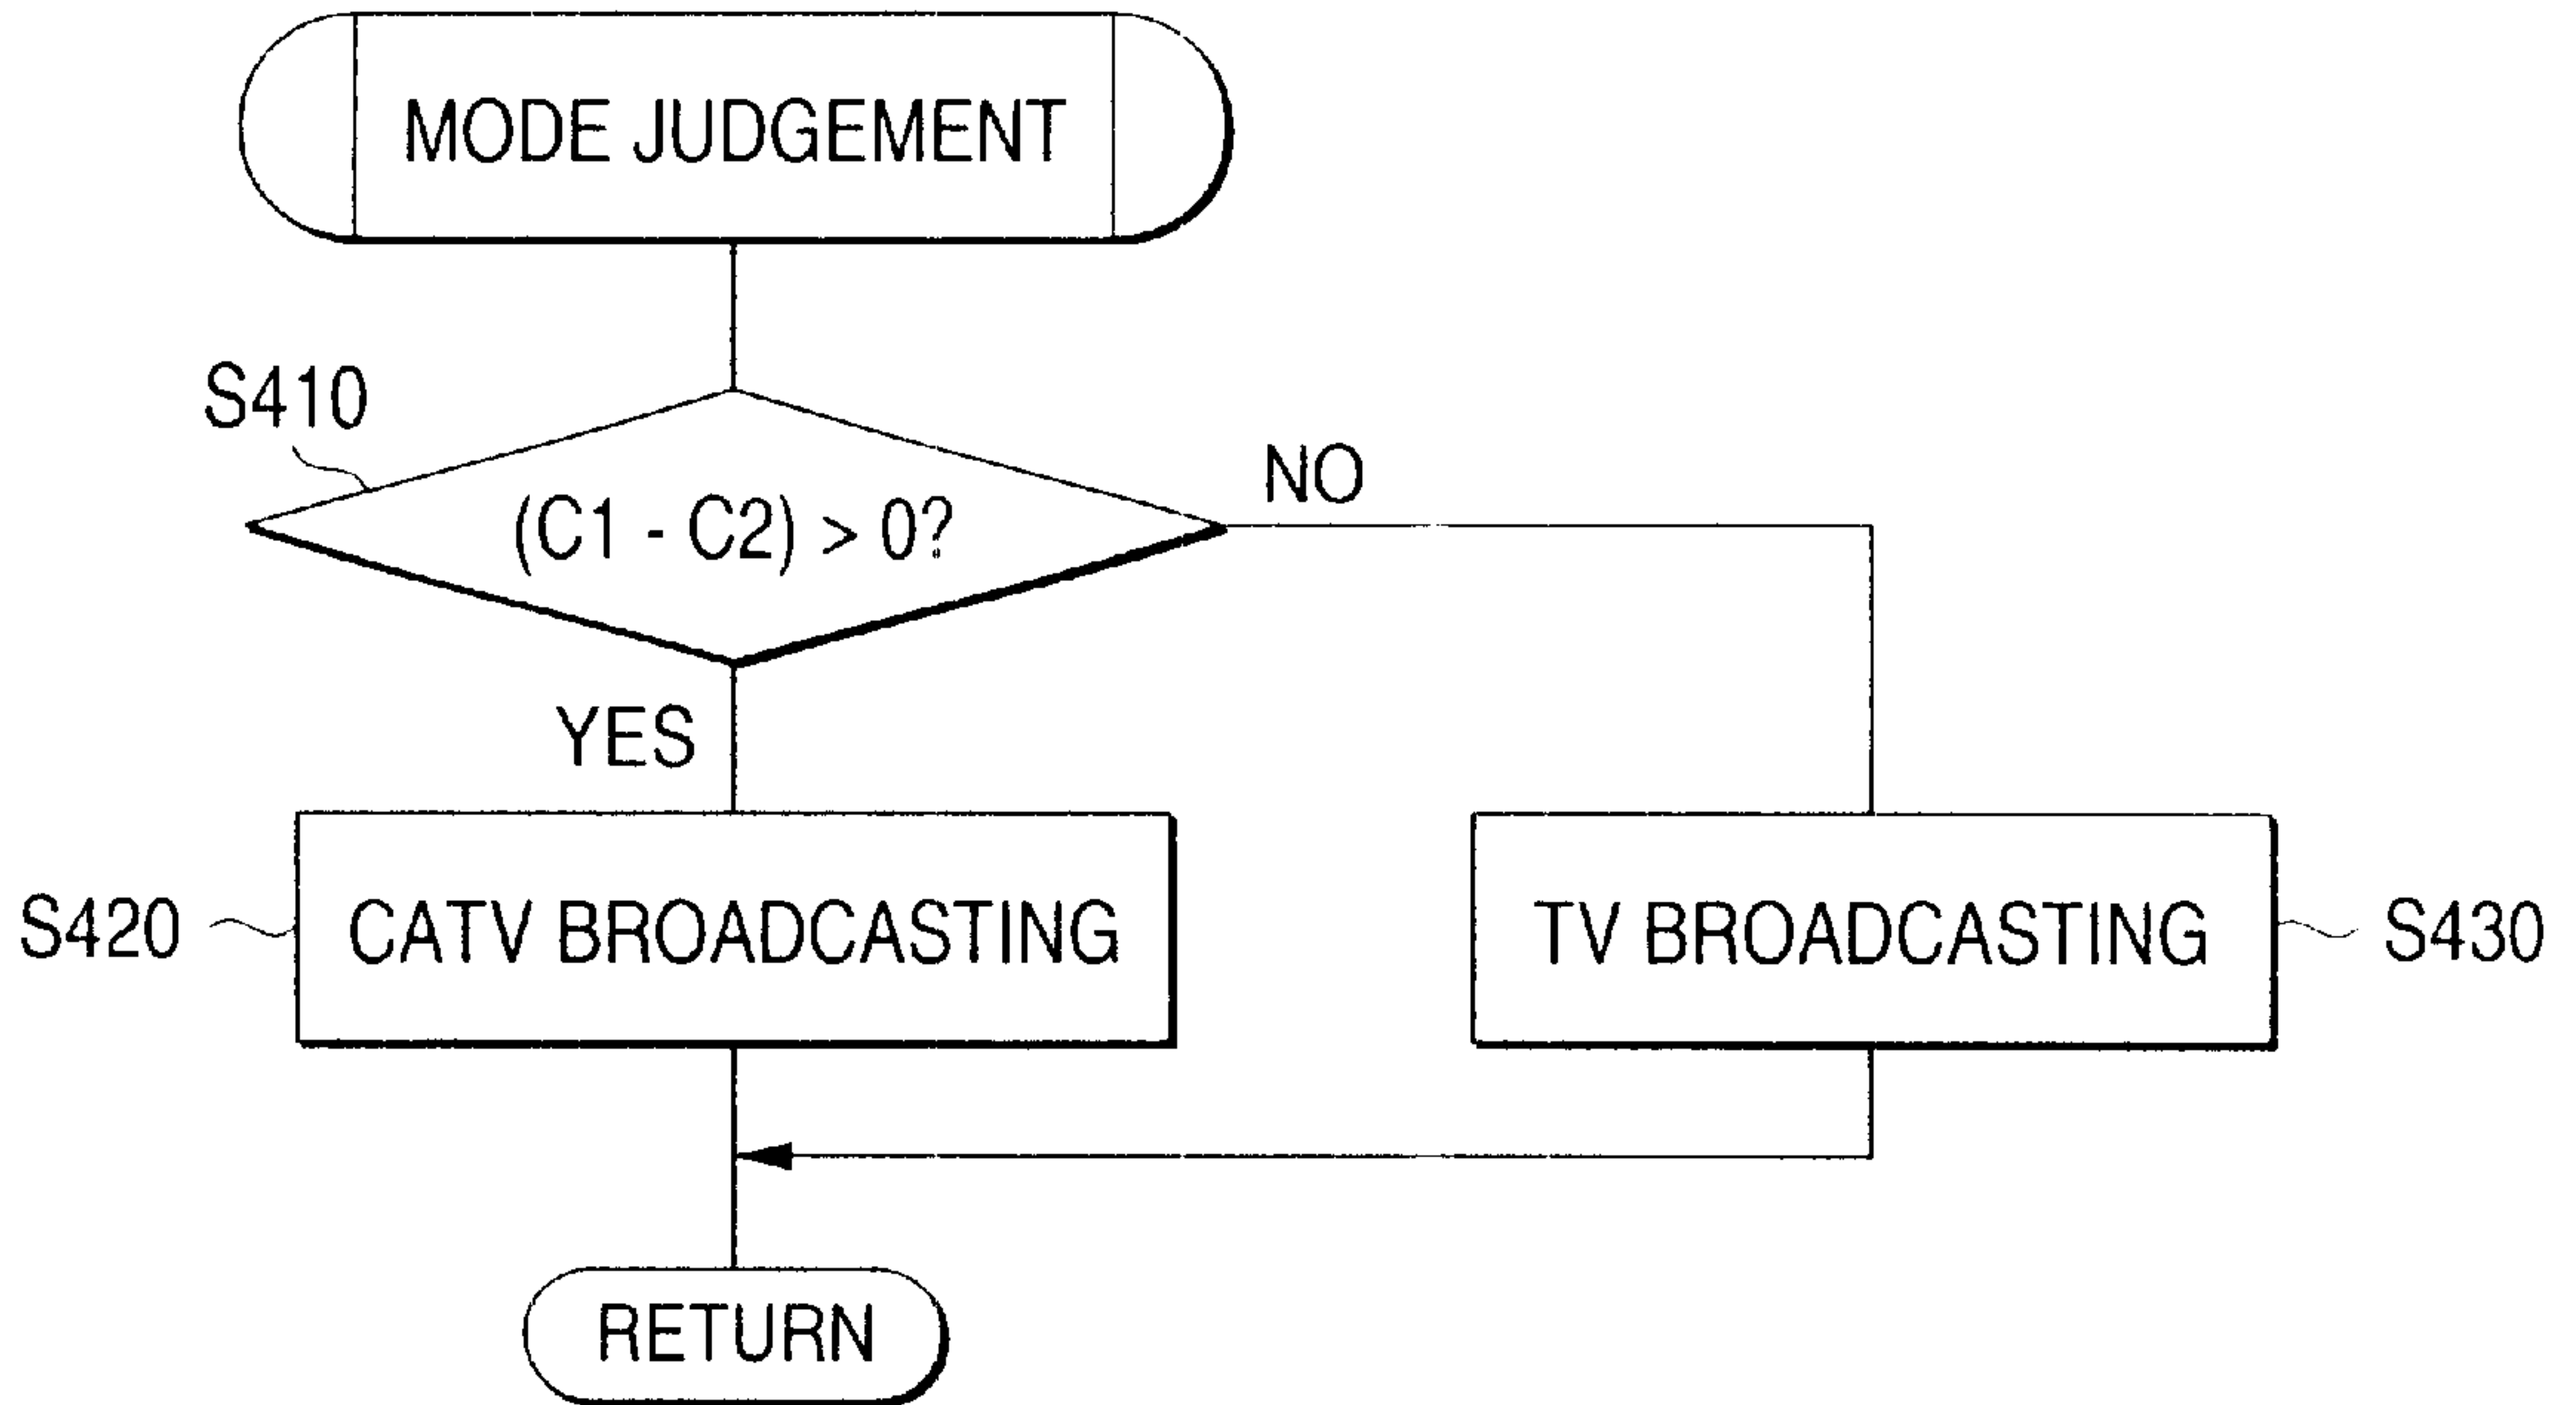 MODE JUDGEMENT
S410
(C1 - C2) > 0?
NO
YES
S420
CATV BROADCASTING
TV BROADCASTING
S430
RETURN